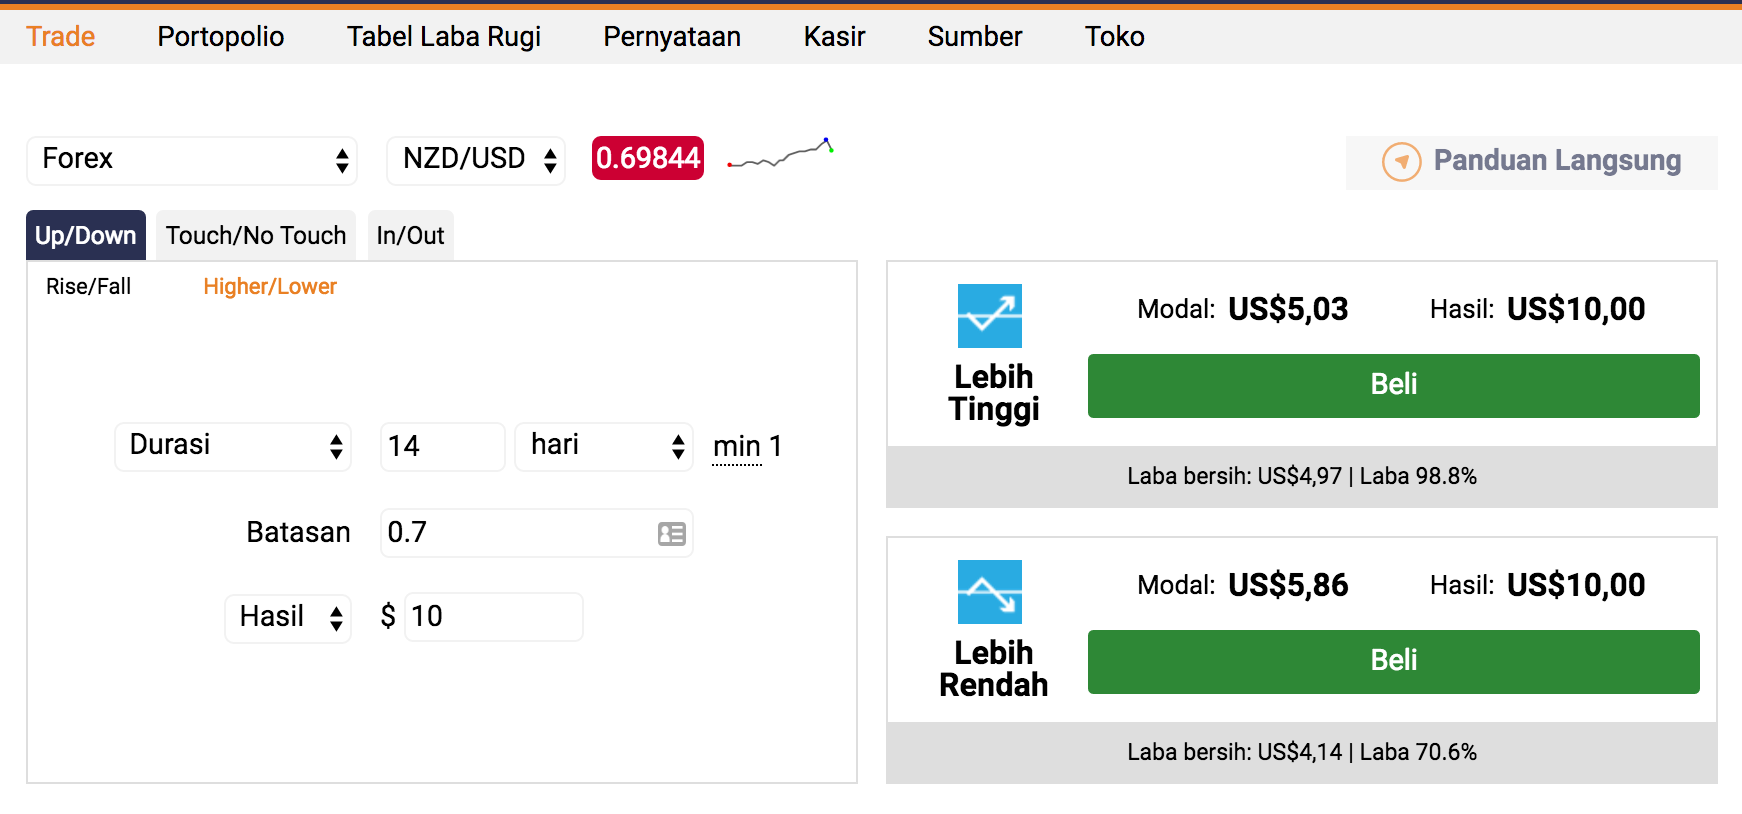 Trade Portopolio Tabel Laba Rugi Pernyataan Kasir Sumber Toko
Forex NZD/USD 0.69844 Panduan Langsung
Up/Down Touch/No Touch In/Out
Rise/Fall Higher/Lower
Durasi 14 hari min 1
Batasan 0.7
Hasil $ 10
Modal: US$5,03 Hasil: US$10,00
Lebih
Tinggi
Beli
Laba bersih: US$4,97 | Laba 98.8%
Modal: US$5,86 Hasil: US$10,00
Lebih
Rendah
Beli
Laba bersih: US$4,14 | Laba 70.6%